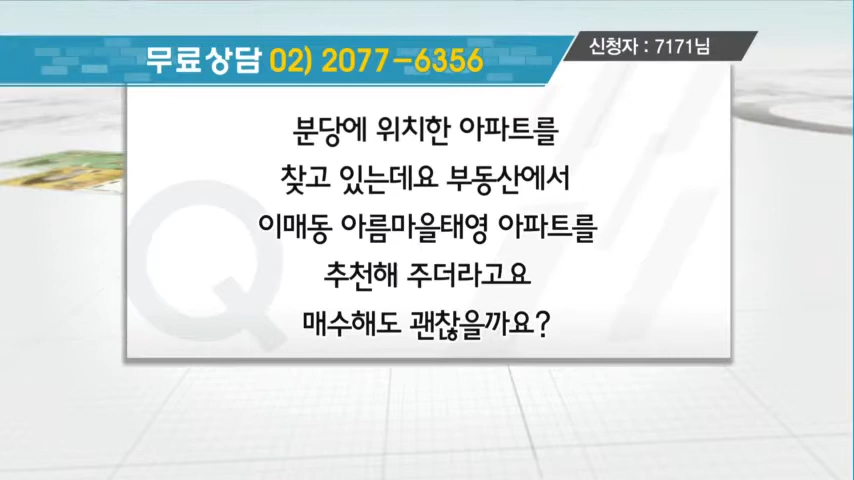 무료상담 02) 2077-6356
신청자 : 7171님
분당에 위치한 아파트를
찾고 있는데요 부동산에서
이매동 아름마을태영 아파트를
추천해 주더라고요
매수해도 괜찮을까요?